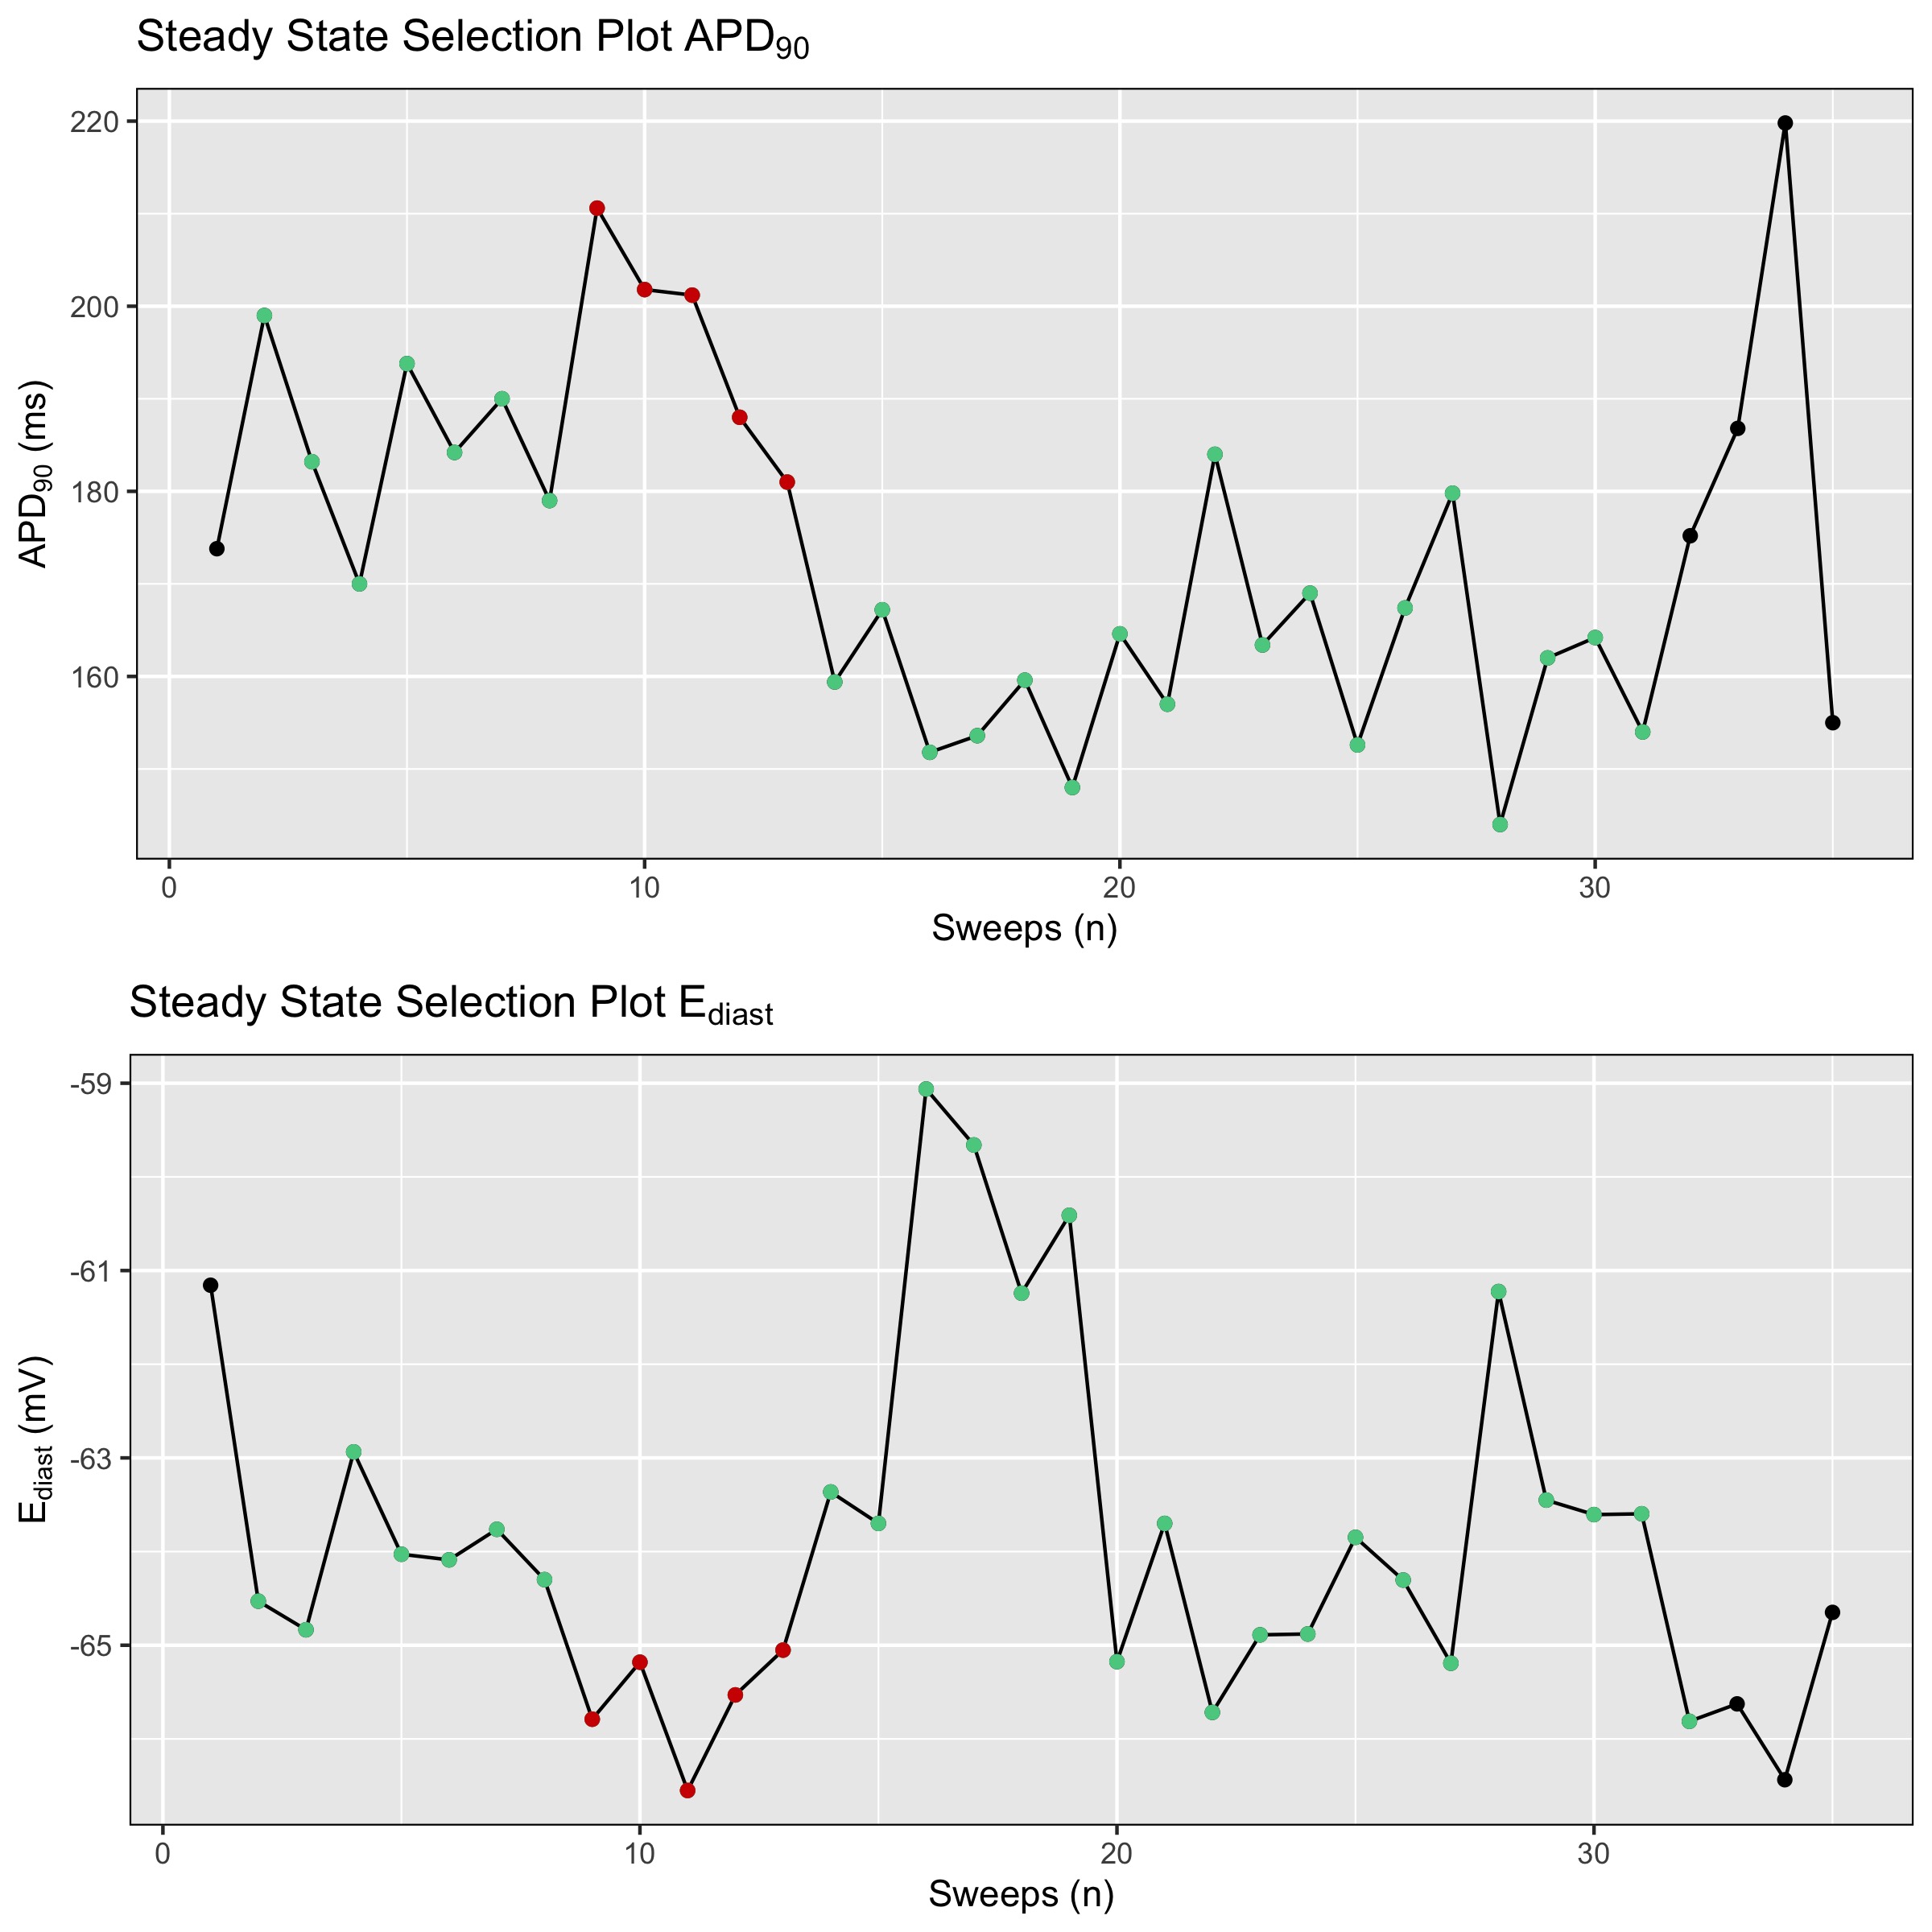 Steady State Selection Plot APD90
220
200
180
160
APD90 (ms)
0 10 20 30
Sweeps (n)
Steady State Selection Plot Ediast
-59
-61
-63
-65
Ediast (mV)
0 10 20 30
Sweeps (n)